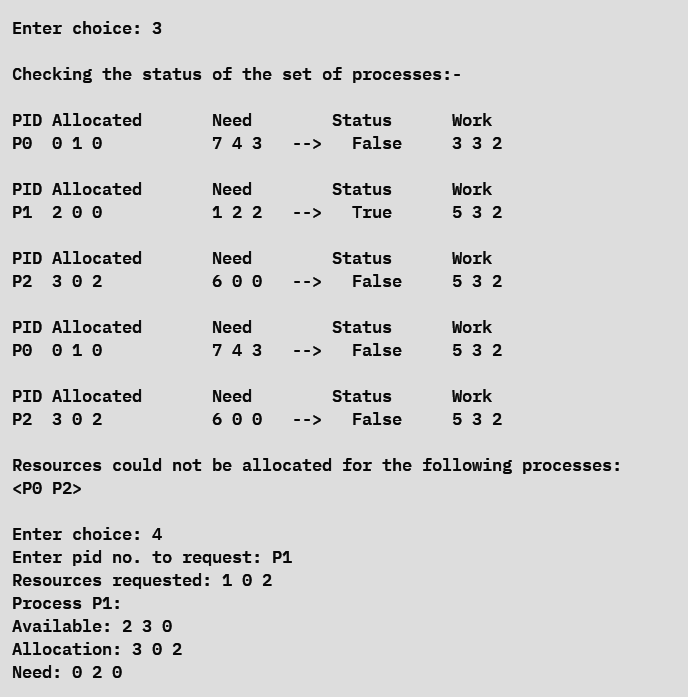 Enter choice: 3
Checking the status of the set of processes:-
PID Allocated Need Status Work
P0 0 1 0 7 4 3 --> False 3 3 2
PID Allocated Need Status Work
P1 2 0 0 1 2 2 --> True 5 3 2
PID Allocated Need Status Work
P2 3 0 2 6 0 0 --> False 5 3 2
PID Allocated Need Status Work
P0 0 1 0 7 4 3 --> False 5 3 2
PID Allocated Need Status Work
P2 3 0 2 6 0 0 --> False 5 3 2
Resources could not be allocated for the following processes:
<P0 P2>
Enter choice: 4
Enter pid no. to request: P1
Resources requested: 1 0 2
Process P1:
Available: 2 3 0
Allocation: 3 0 2
Need: 0 2 0